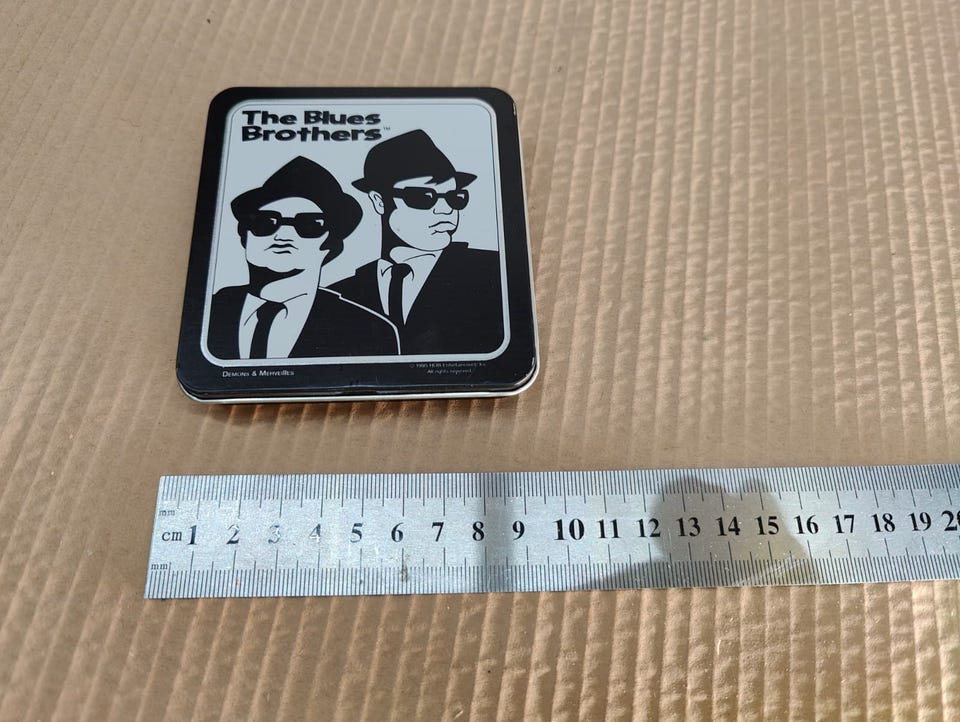 The Blues
Brothers™
DEMONS & MERVEILLES
All rights reserved.
mm
cm 1 2 3 4 5 6 7 8 9 10 11 12 13 14 15 16 17 18 19
mm